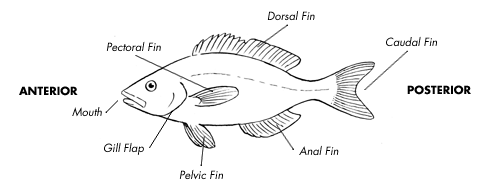 Dorsal Fin
Pectoral Fin
Caudal Fin
ANTERIOR
POSTERIOR
Mouth
Gill Flap
Anal Fin
Pelvic Fin